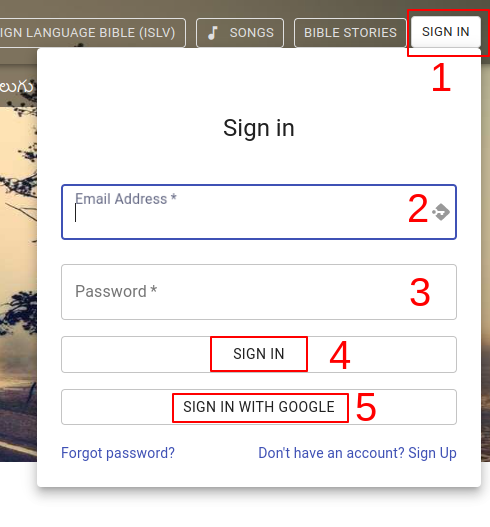 IGN LANGUAGE BIBLE (ISLV)
SONGS
BIBLE STORIES
SIGN IN
1
లుగు
Sign in
Email Address *
2
Password *
3
SIGN IN
4
SIGN IN WITH GOOGLE
5
Forgot password?
Don't have an account? Sign Up